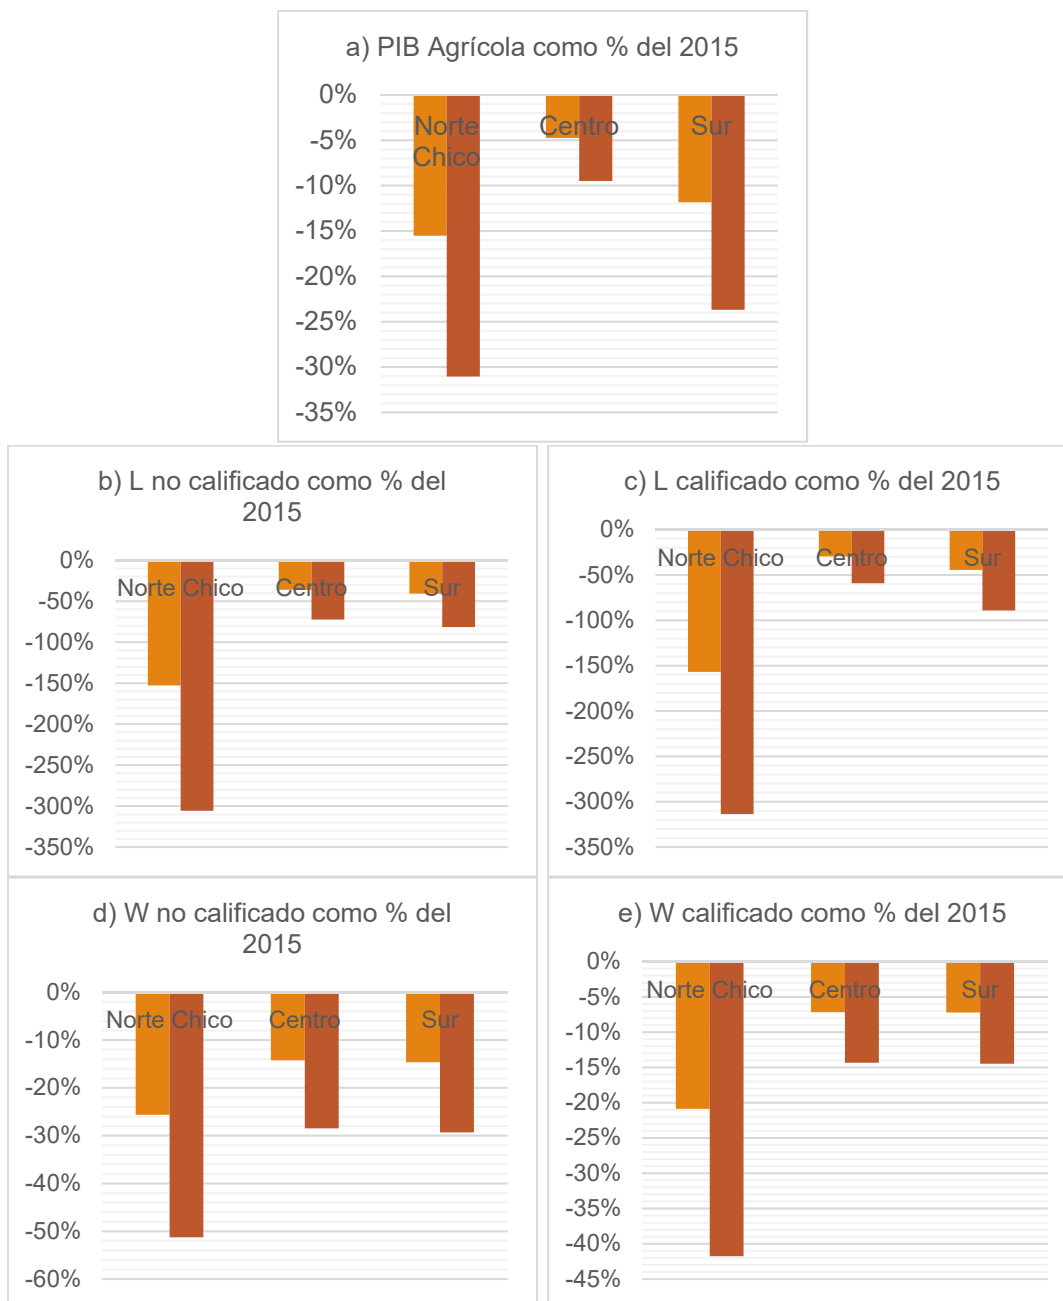 a) PIB Agrícola como % del 2015
0%
-5%
-10%
-15%
-20%
-25%
-30%
-35%
Norte
Chico
Centro
Sur
b) L no calificado como % del
2015
0%
-50%
-100%
-150%
-200%
-250%
-300%
-350%
Norte Chico
Centro
Sur
c) L calificado como % del 2015
0%
-50%
-100%
-150%
-200%
-250%
-300%
-350%
Norte Chico
Centro
Sur
d) W no calificado como % del
2015
0%
-10%
-20%
-30%
-40%
-50%
-60%
Norte Chico
Centro
Sur
e) W calificado como % del 2015
0%
-5%
-10%
-15%
-20%
-25%
-30%
-35%
-40%
-45%
Norte Chico
Centro
Sur